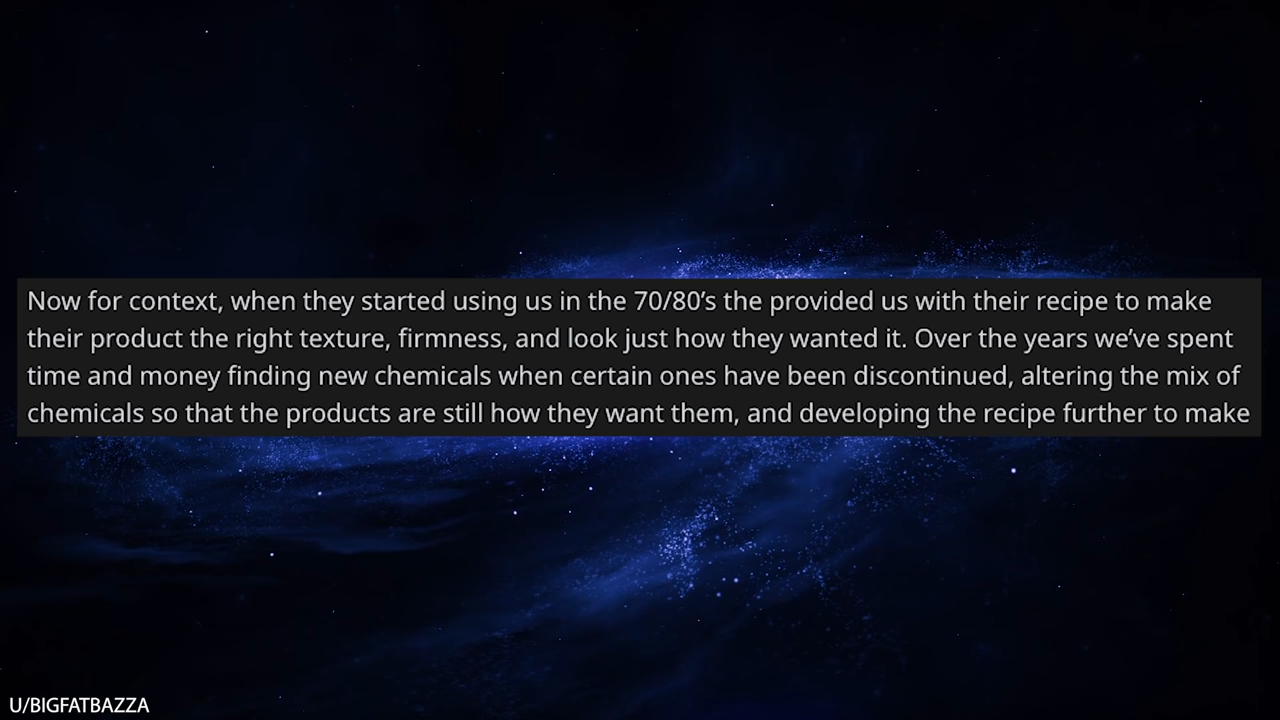 Now for context, when they started using us in the 70/80’s the provided us with their recipe to make
their product the right texture, firmness, and look just how they wanted it. Over the years we’ve spent
time and money finding new chemicals when certain ones have been discontinued, altering the mix of
chemicals so that the products are still how they want them, and developing the recipe further to make
U/BIGFATBAZZA